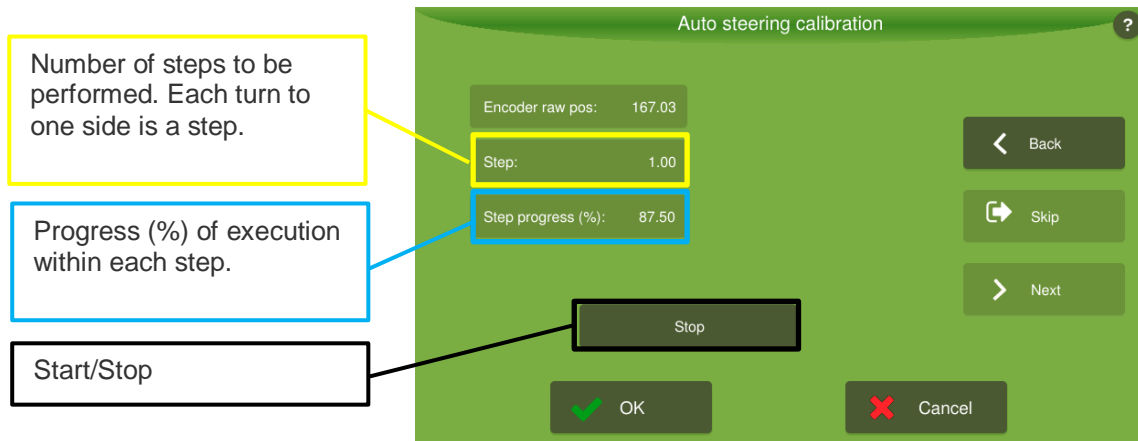 Auto steering calibration
?
Number of steps to be
performed. Each turn to
one side is a step.
Encoder raw pos: 167.03
Step: 1.00
Back
Progress (%) of execution
within each step.
Step progress (%): 87.50
Skip
Next
Start/Stop
Stop
OK
Cancel